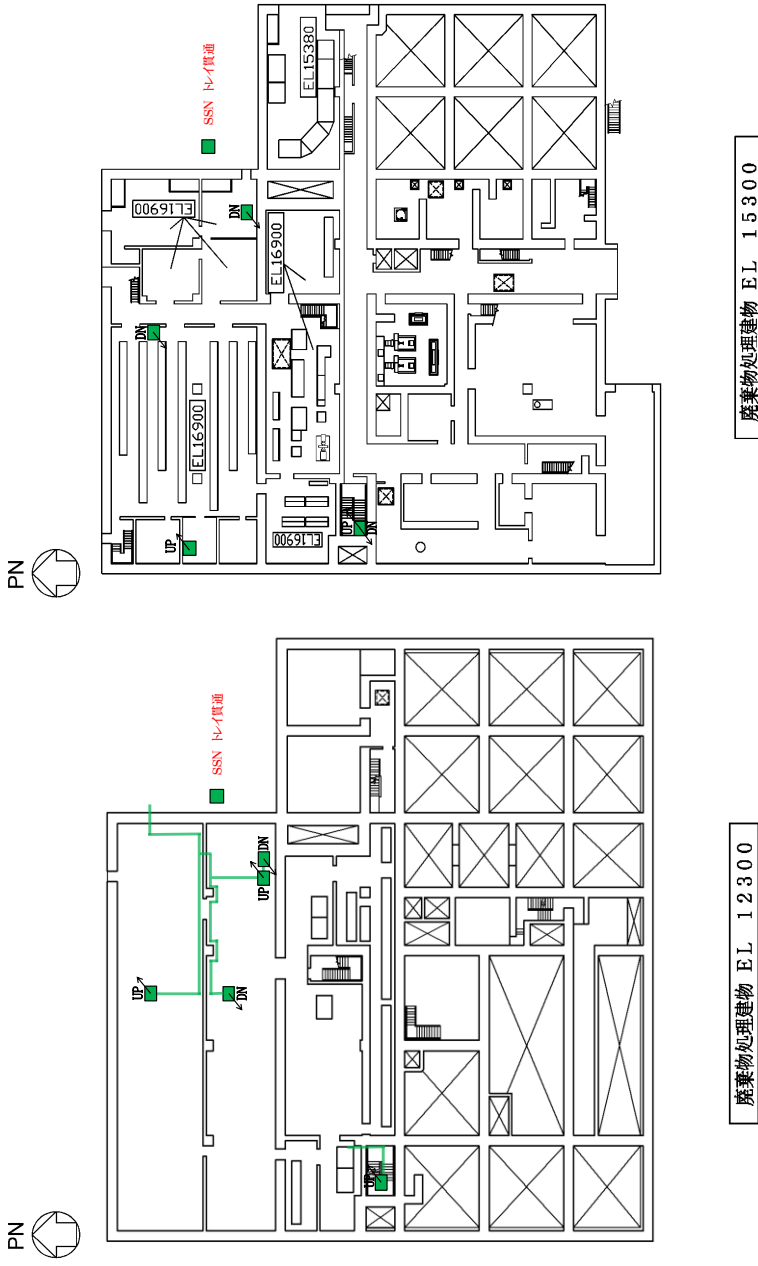 SSN トレイ貫通
EL15380
EL16900
DN
EL16900
DN
EL16900
UP
UP
DN
EL16900
PN
廃棄物処理建物 EL 15300
SSN トレイ貫通
DN
UP
UP
DN
UP
PN
廃棄物処理建物 EL 12300